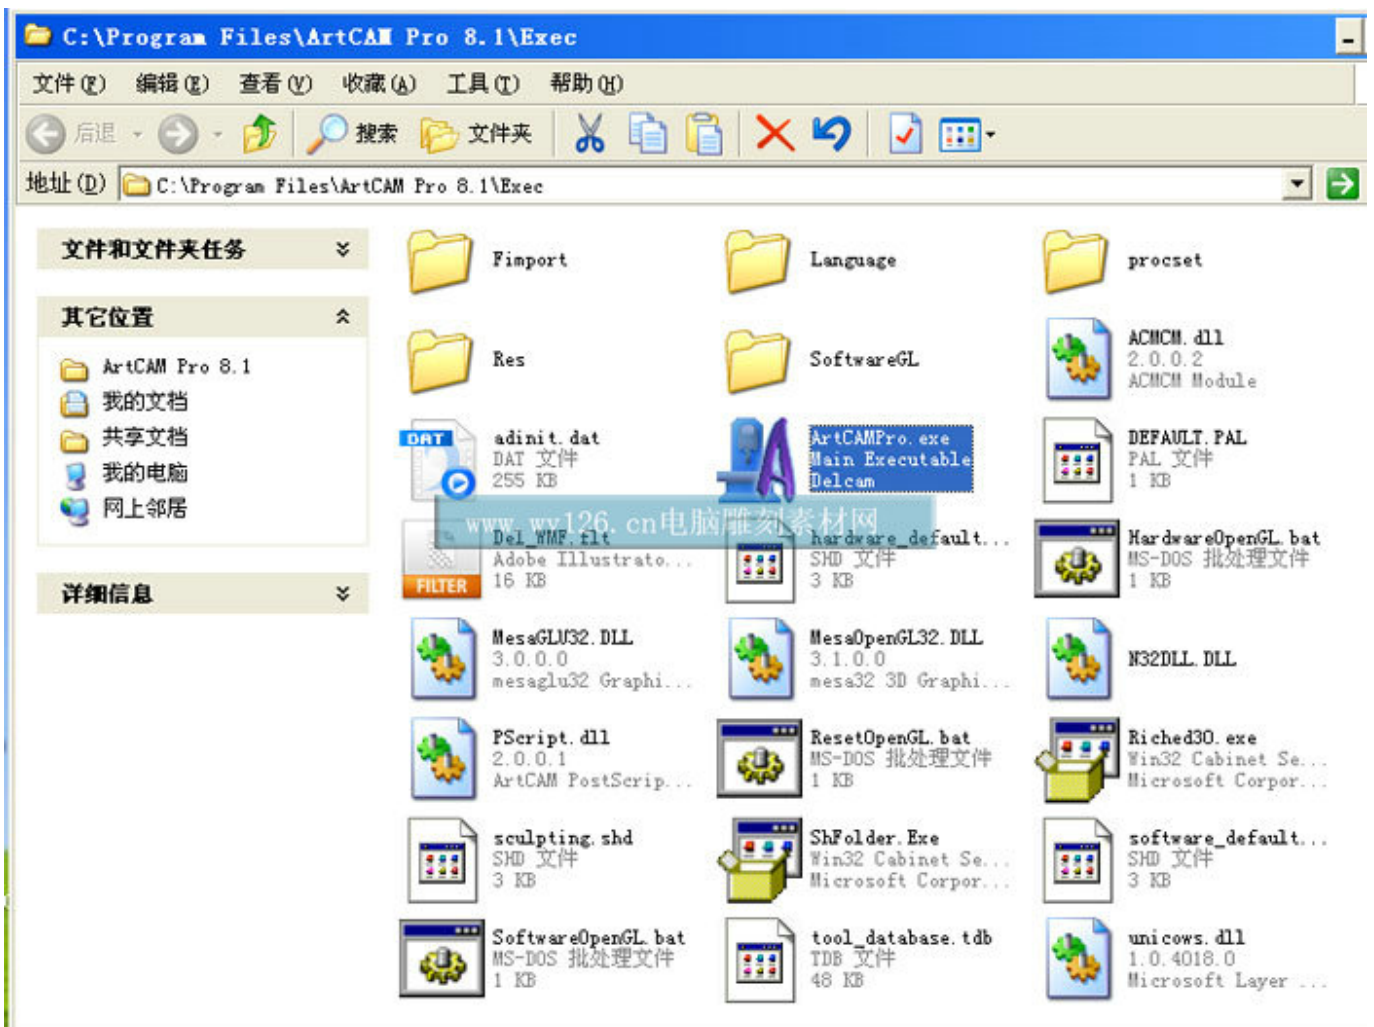 C:\Program Files\ArtCAM Pro 8.1\Exec
文件(F) 编辑(E) 查看(V) 收藏(A) 工具(T) 帮助(H)
后退 搜索 文件夹
地址(D) C:\Program Files\ArtCAM Pro 8.1\Exec
文件和文件夹任务
其它位置
ArtCAM Pro 8.1
我的文档
共享文档
我的电脑
网上邻居
详细信息
Fimport
Language
procset
Res
SoftwareGL
ACMCM.dll
2.0.0.2
ACMCM Module
DAT
adinit.dat
DAT 文件
255 KB
ArtCAMPro.exe
Main Executable
Delcam
DEFAULT.PAL
PAL 文件
1 KB
www.wy126.cn电脑雕刻素材网
FILTER
Del_WMF.flt
Adobe Illustrato...
16 KB
hardware_default...
SHD 文件
3 KB
HardwareOpenGL.bat
MS-DOS 批处理文件
1 KB
MesaGLU32.DLL
3.0.0.0
mesaglu32 Graphi...
MesaOpenGL32.DLL
3.1.0.0
mesa32 3D Graphi...
N32DLL.DLL
PScript.dll
2.0.0.1
ArtCAM PostScrip...
ResetOpenGL.bat
MS-DOS 批处理文件
1 KB
Riched30.exe
Win32 Cabinet Se...
Microsoft Corpor...
sculpting.shd
SHD 文件
3 KB
ShFolder.Exe
Win32 Cabinet Se...
Microsoft Corpor...
software_default...
SHD 文件
3 KB
SoftwareOpenGL.bat
MS-DOS 批处理文件
1 KB
tool_database.tdb
TDB 文件
48 KB
unicows.dll
1.0.4018.0
Microsoft Layer ...